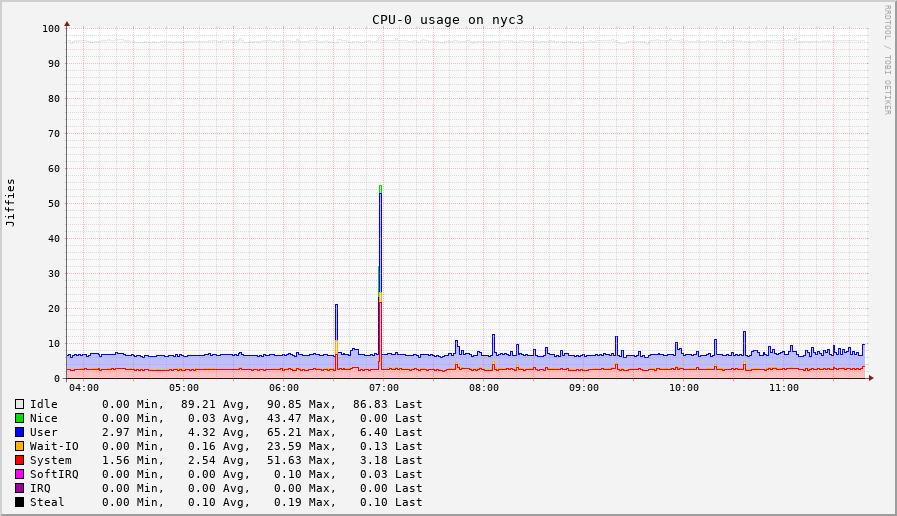 CPU-0 usage on nyc3
RRDTOOL / TOBI OETIKER
Jiffies
100
90
80
70
60
50
40
30
20
10
0
04:00 05:00 06:00 07:00 08:00 09:00 10:00 11:00
Idle 0.00 Min, 89.21 Avg, 90.85 Max, 86.83 Last
Nice 0.00 Min, 0.03 Avg, 43.47 Max, 0.00 Last
User 2.97 Min, 4.32 Avg, 65.21 Max, 6.40 Last
Wait-IO 0.00 Min, 0.16 Avg, 23.59 Max, 0.13 Last
System 1.56 Min, 2.54 Avg, 51.63 Max, 3.18 Last
SoftIRQ 0.00 Min, 0.00 Avg, 0.10 Max, 0.03 Last
IRQ 0.00 Min, 0.00 Avg, 0.00 Max, 0.00 Last
Steal 0.00 Min, 0.10 Avg, 0.19 Max, 0.10 Last